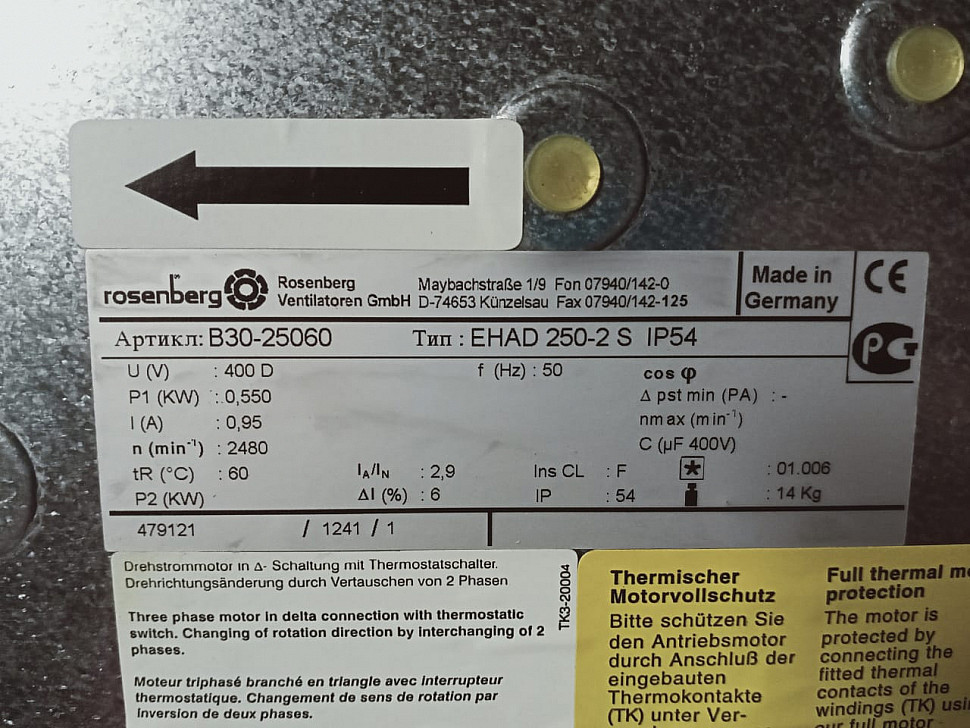 rosenberg
Rosenberg
Ventilatoren GmbH
Maybachstraße 1/9 Fon 07940/142-0
D-74653 Künzelsau Fax 07940/142-125
Made in
Germany
CE
Артикл: B30-25060 Тип : EHAD 250-2 S IP54
PG
U (V) : 400 D f (Hz) : 50 cos φ
P1 (KW) : 0,550 Δ pst min (PA) : -
I (A) : 0,95 nmax (min⁻¹)
n (min⁻¹) : 2480 C (µF 400V)
tR (°C) : 60 IA/IN : 2,9 Ins CL : F * : 01.006
P2 (KW) ΔI (%) : 6 IP : 54 : 14 Kg
479121 / 1241 / 1
Drehstrommotor in Δ- Schaltung mit Thermostatschalter.
Drehrichtungsänderung durch Vertauschen von 2 Phasen
Three phase motor in delta connection with thermostatic
switch. Changing of rotation direction by interchanging of 2
phases.
Moteur triphasé branché en triangle avec interrupteur
thermostatique. Changement de sens de rotation par
inversion de deux phases.
TK3-20004
Thermischer
Motorvollschutz
Bitte schützen Sie
den Antriebsmotor
durch Anschluß der
eingebauten
Thermokontakte
(TK) unter Ver-
Full thermal
protection
The motor is
protected by
connecting the
fitted thermal
contacts of the
windings (TK)
our full motor